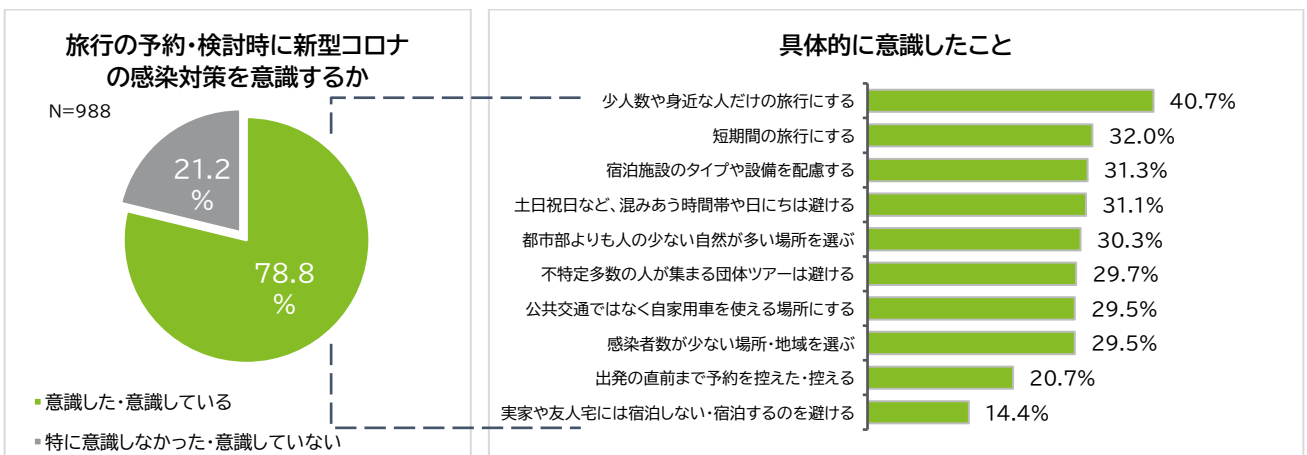 旅行の予約・検討時に新型コロナ
の感染対策を意識するか
N=988
21.2
%
78.8
%
意識した・意識している
特に意識しなかった・意識していない
具体的に意識したこと
少人数や身近な人だけの旅行にする 40.7%
短期間の旅行にする 32.0%
宿泊施設のタイプや設備を配慮する 31.3%
土日祝日など、混みあう時間帯や日にちは避ける 31.1%
都市部よりも人の少ない自然が多い場所を選ぶ 30.3%
不特定多数の人が集まる団体ツアーは避ける 29.7%
公共交通ではなく自家用車を使える場所にする 29.5%
感染者数が少ない場所・地域を選ぶ 29.5%
出発の直前まで予約を控えた・控える 20.7%
実家や友人宅には宿泊しない・宿泊するのを避ける 14.4%